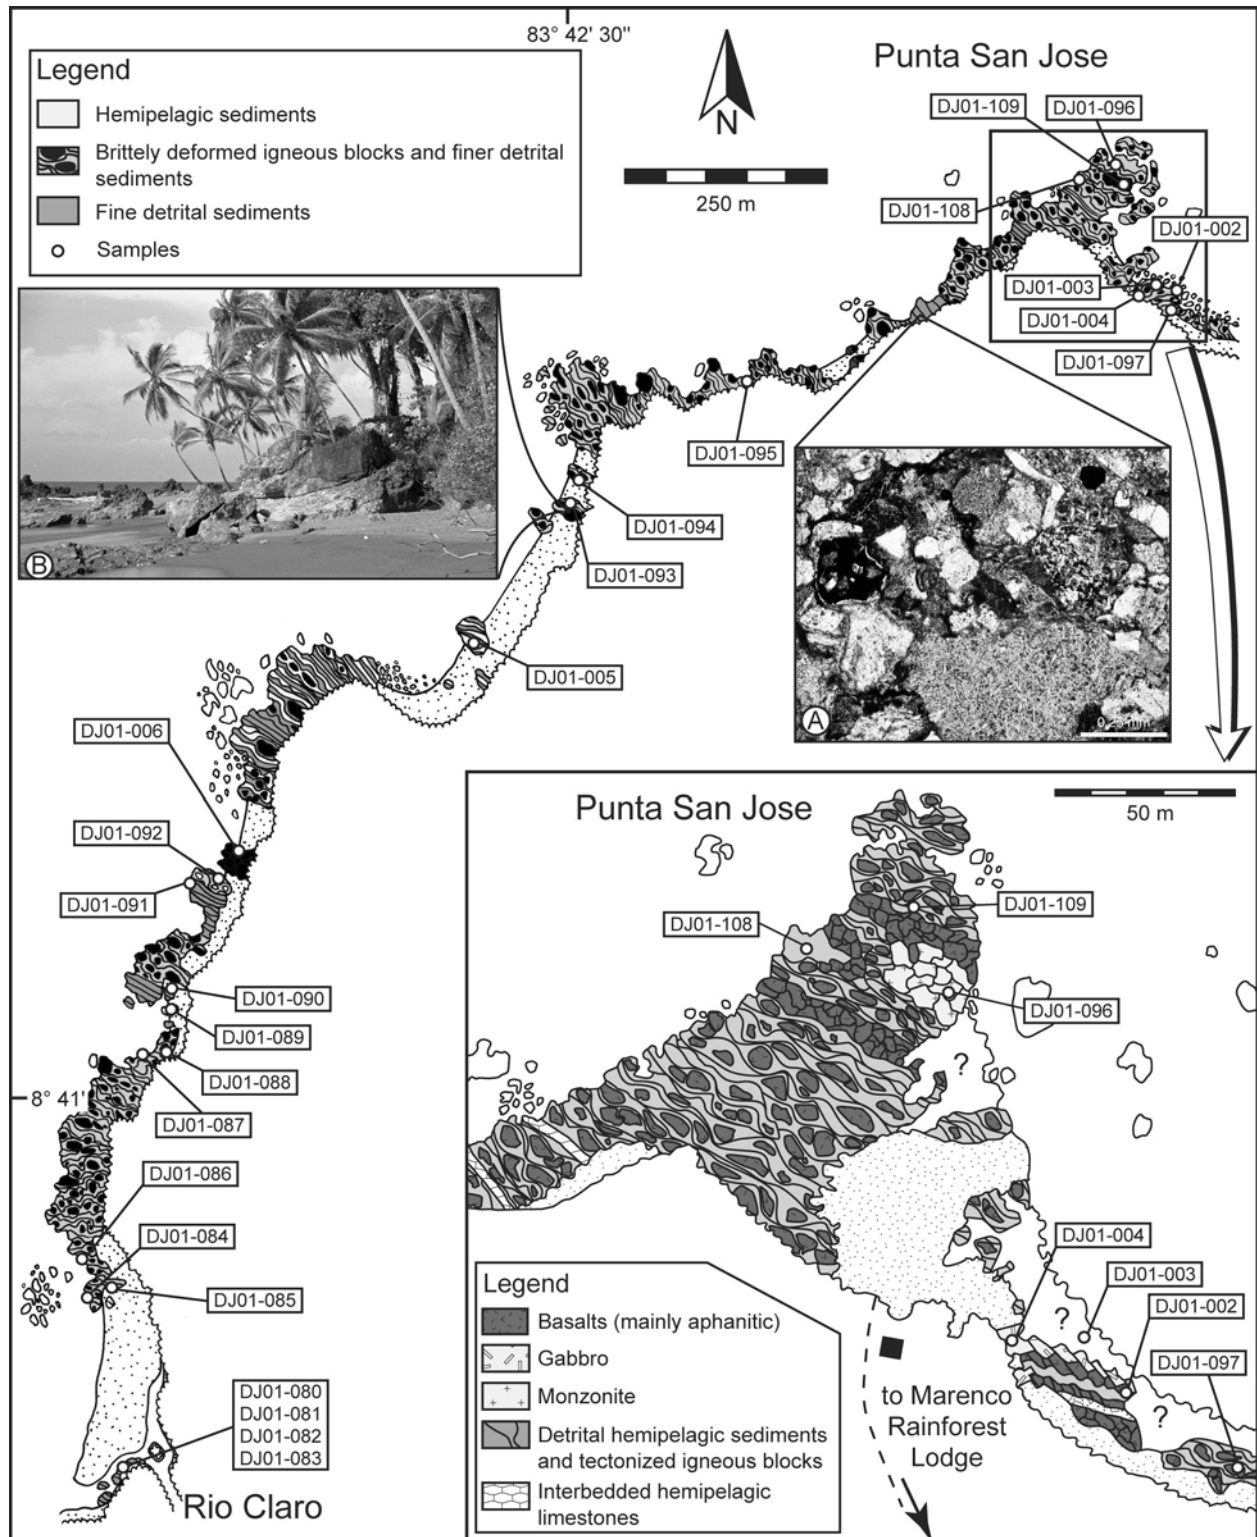 83° 42' 30"
Legend
Hemipelagic sediments
Brittely deformed igneous blocks and finer detrital
sediments
Fine detrital sediments
Samples
N
250 m
Punta San Jose
DJ01-109
DJ01-096
DJ01-108
DJ01-002
DJ01-003
DJ01-004
DJ01-097
DJ01-095
DJ01-094
DJ01-093
B
A
DJ01-005
DJ01-006
DJ01-092
DJ01-091
DJ01-090
DJ01-089
DJ01-088
8° 41'
DJ01-087
DJ01-086
DJ01-084
DJ01-085
DJ01-080
DJ01-081
DJ01-082
DJ01-083
Rio Claro
Punta San Jose
50 m
DJ01-109
DJ01-108
DJ01-096
?
DJ01-004
DJ01-003
?
DJ01-002
DJ01-097
?
to Marenco
Rainforest
Lodge
Legend
Basalts (mainly aphanitic)
Gabbro
Monzonite
Detrital hemipelagic sediments
and tectonized igneous blocks
Interbedded hemipelagic
limestones